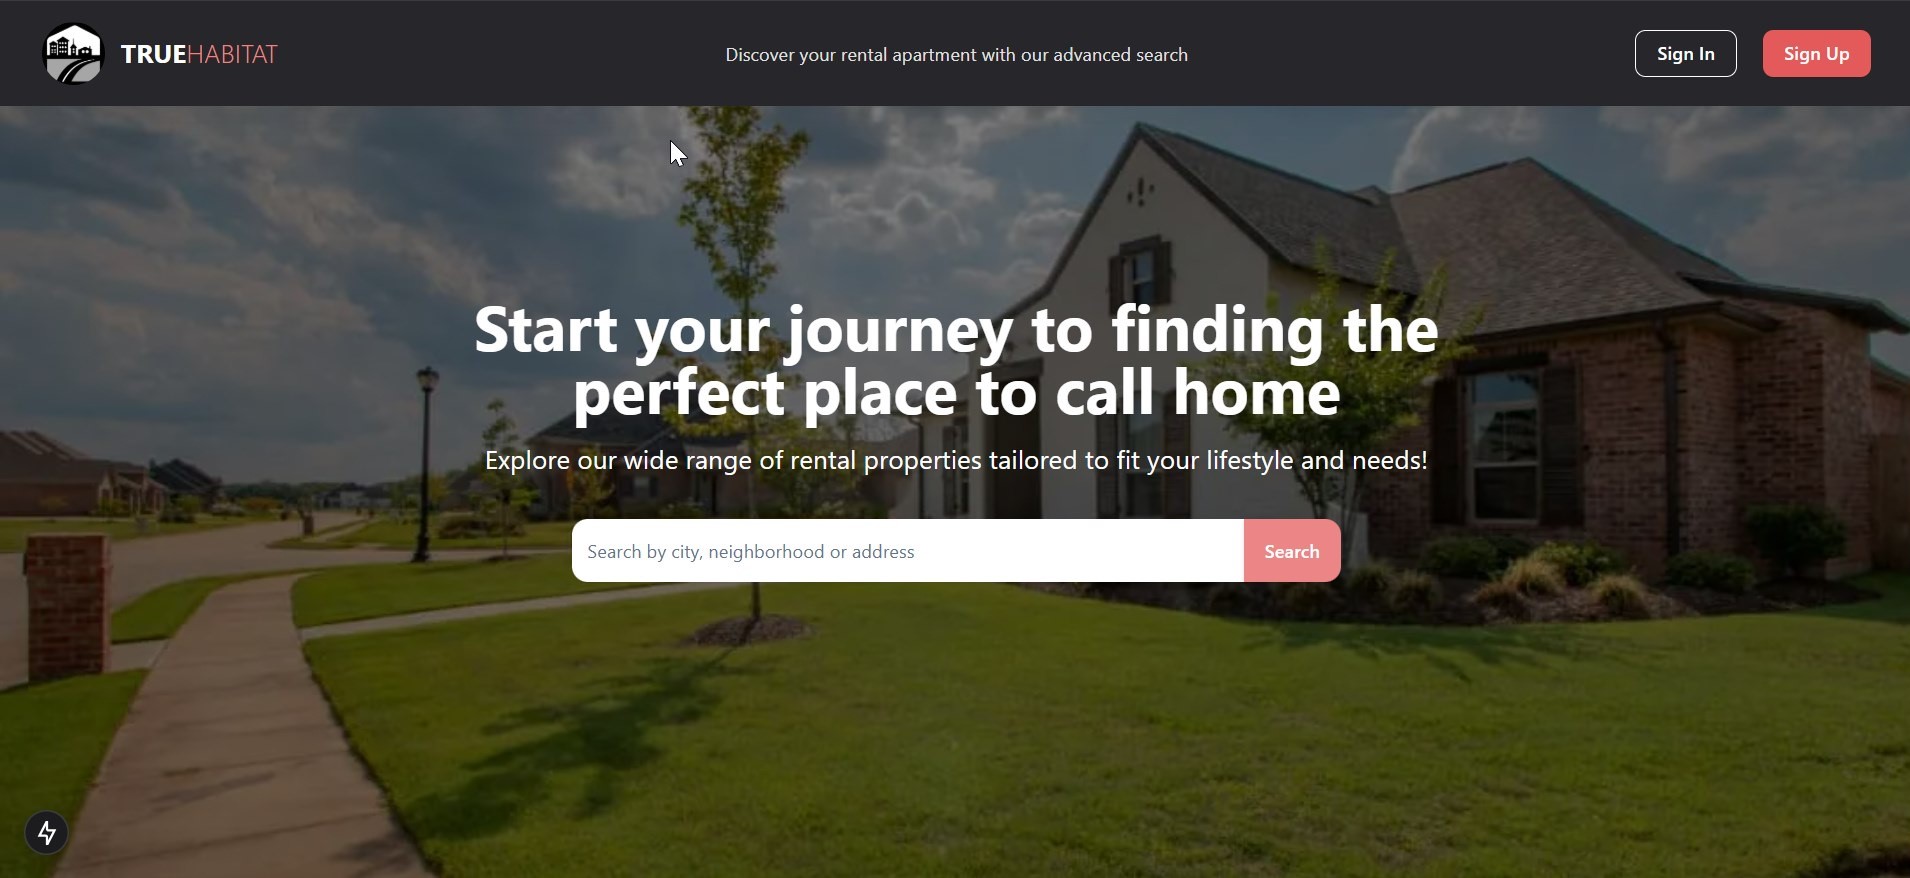 TRUEHABITAT
Discover your rental apartment with our advanced search
Sign In
Sign Up
Start your journey to finding the
perfect place to call home
Explore our wide range of rental properties tailored to fit your lifestyle and needs!
Search by city, neighborhood or address
Search